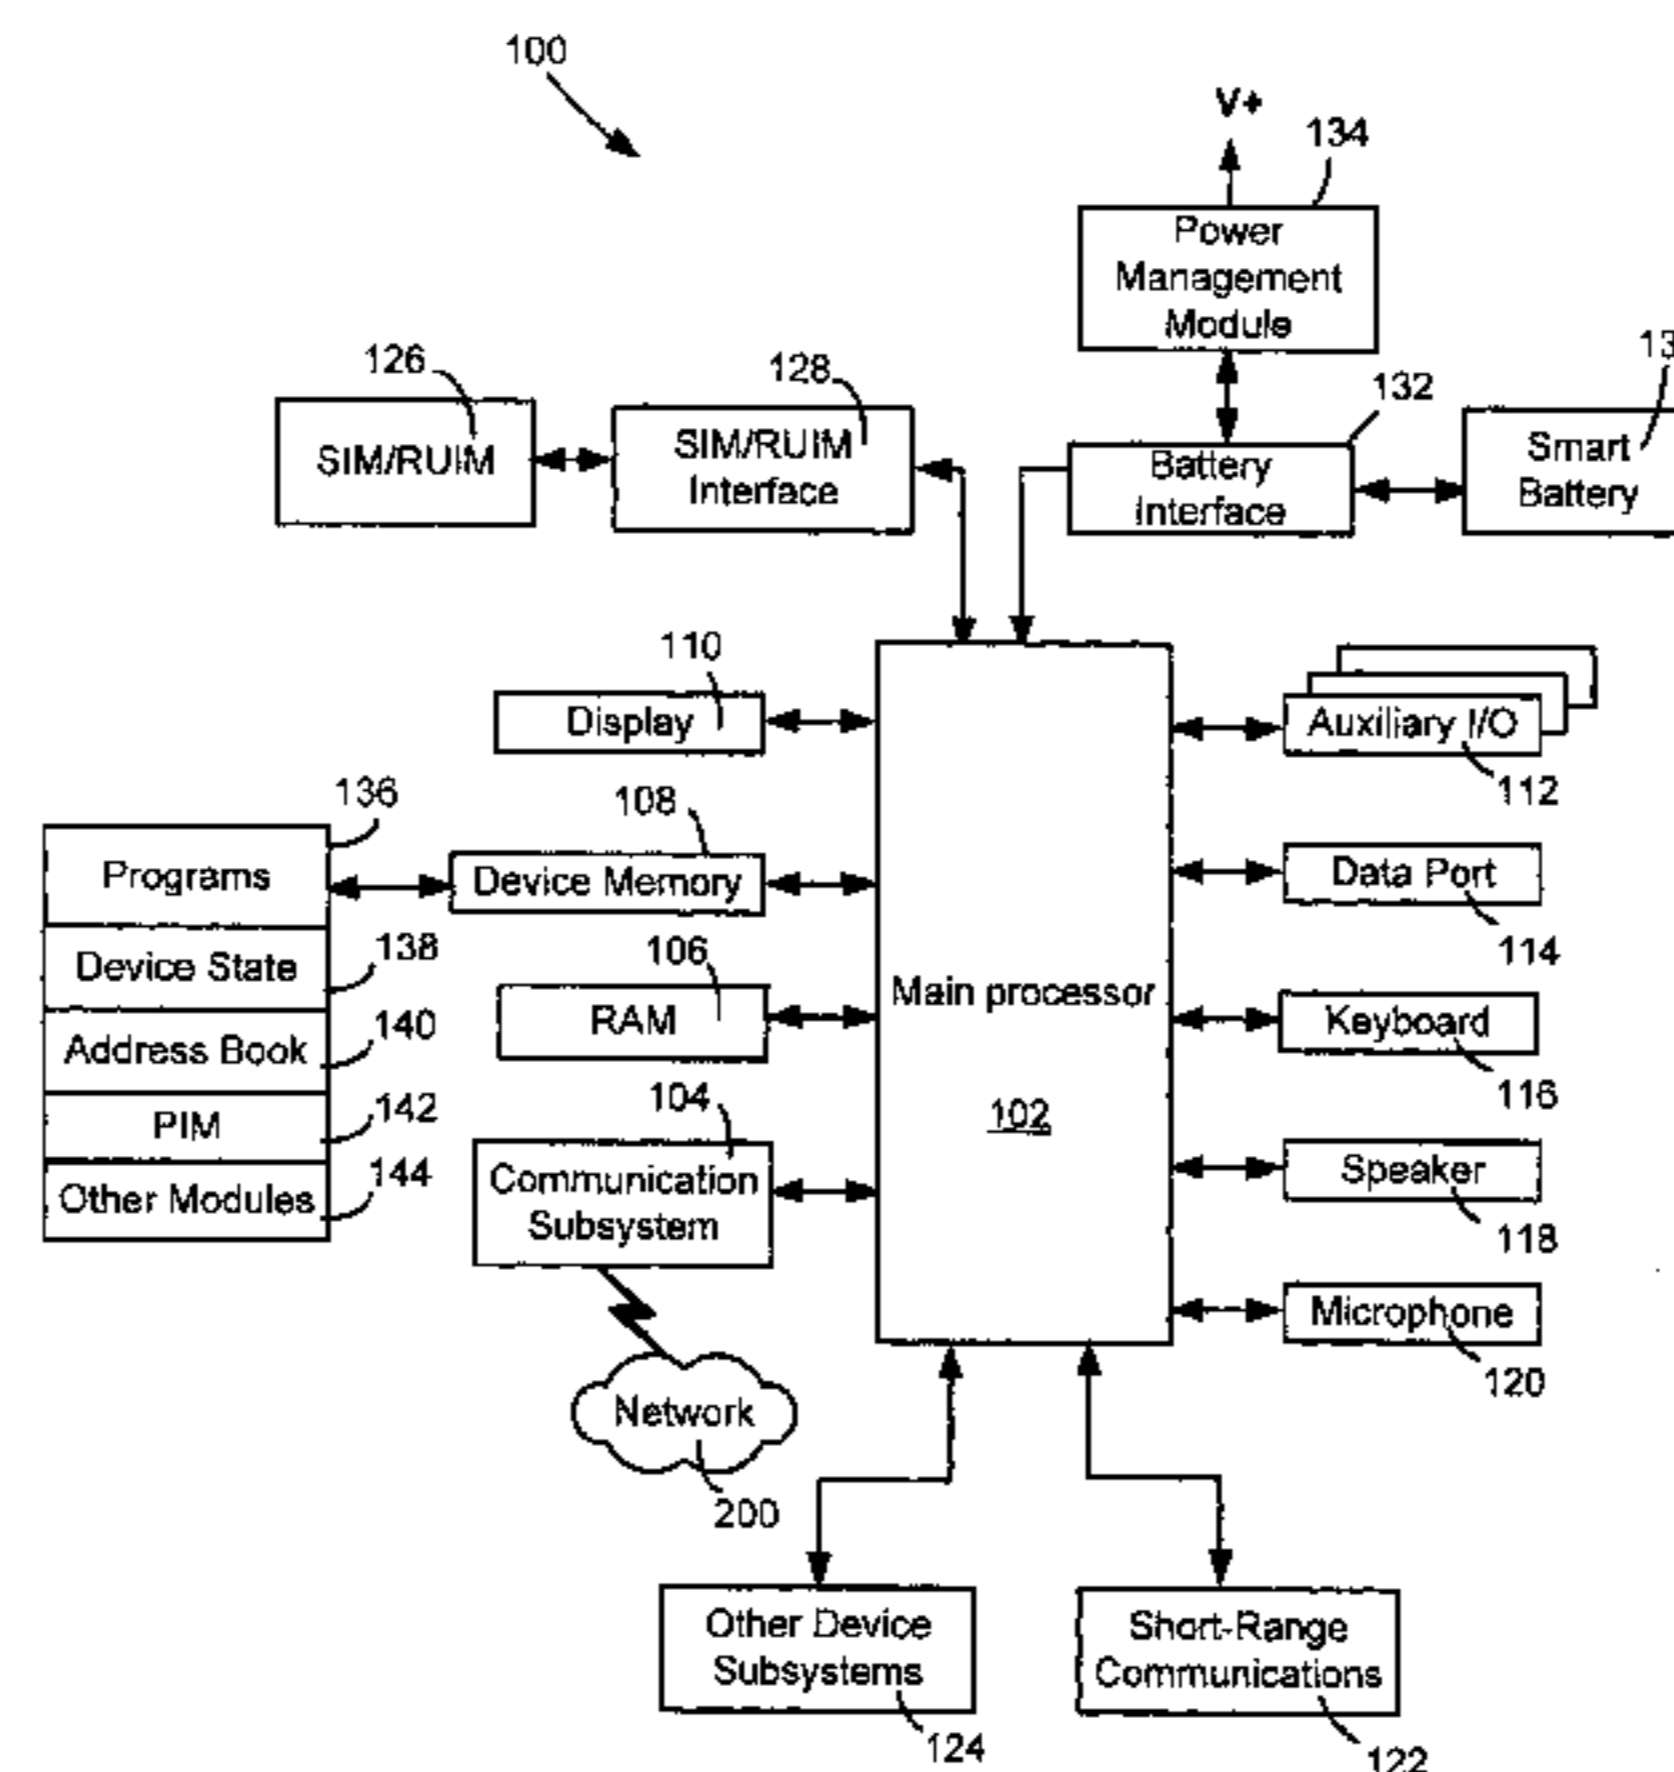 100
V+
134
Power
Management
Module
126
SIM/RUIM
128
SIM/RUIM
Interface
132
Battery
Interface
13
Smart
Battery
110
Display
Auxiliary I/O
112
136
Programs
108
Device Memory
Data Port
114
Device State
138
106
RAM
Main processor
102
Keyboard
116
Address Book
140
PIM
142
104
Communication
Subsystem
Speaker
118
Other Modules
144
Microphone
120
Network
200
Other Device
Subsystems
124
Short-Range
Communications
122